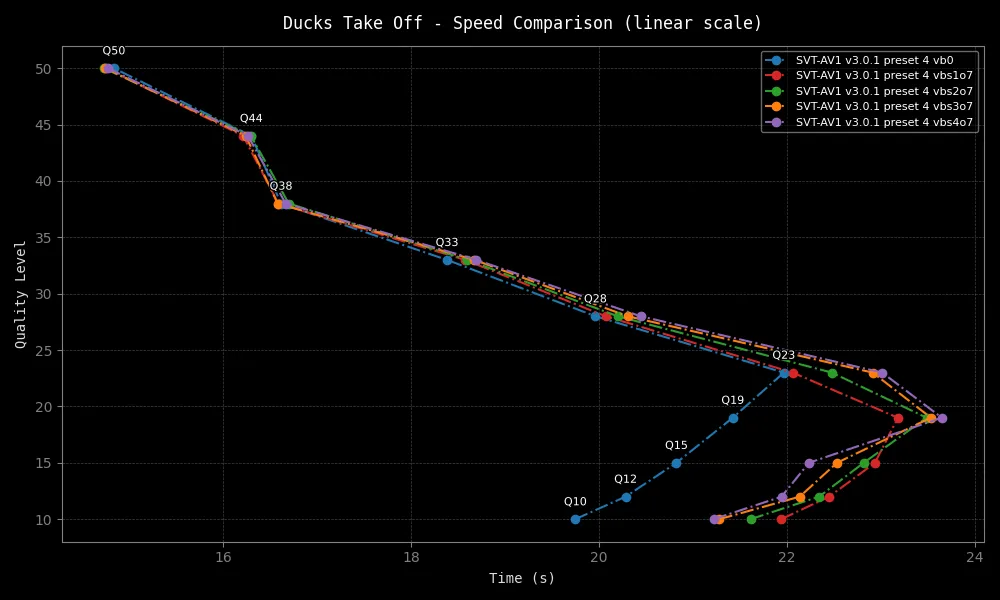 Ducks Take Off - Speed Comparison (linear scale)
SVT-AV1 v3.0.1 preset 4 vb0
SVT-AV1 v3.0.1 preset 4 vbs1o7
SVT-AV1 v3.0.1 preset 4 vbs2o7
SVT-AV1 v3.0.1 preset 4 vbs3o7
SVT-AV1 v3.0.1 preset 4 vbs4o7
Q50
Q44
Q38
Q33
Q28
Q23
Q19
Q15
Q12
Q10
Quality Level
50
45
40
35
30
25
20
15
10
16 18 20 22 24
Time (s)